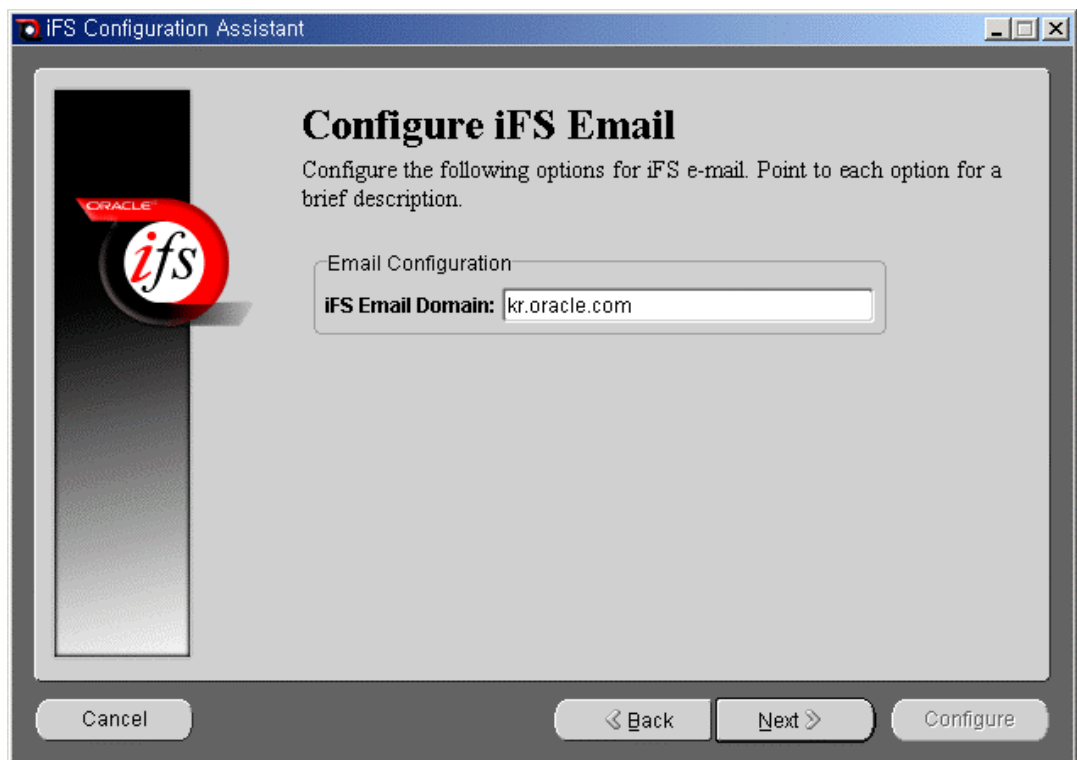 iFS Configuration Assistant
Configure iFS Email
Configure the following options for iFS e-mail. Point to each option for a
brief description.
ORACLE
ifs
Email Configuration
iFS Email Domain: kr.oracle.com
Cancel
Back
Next
Configure